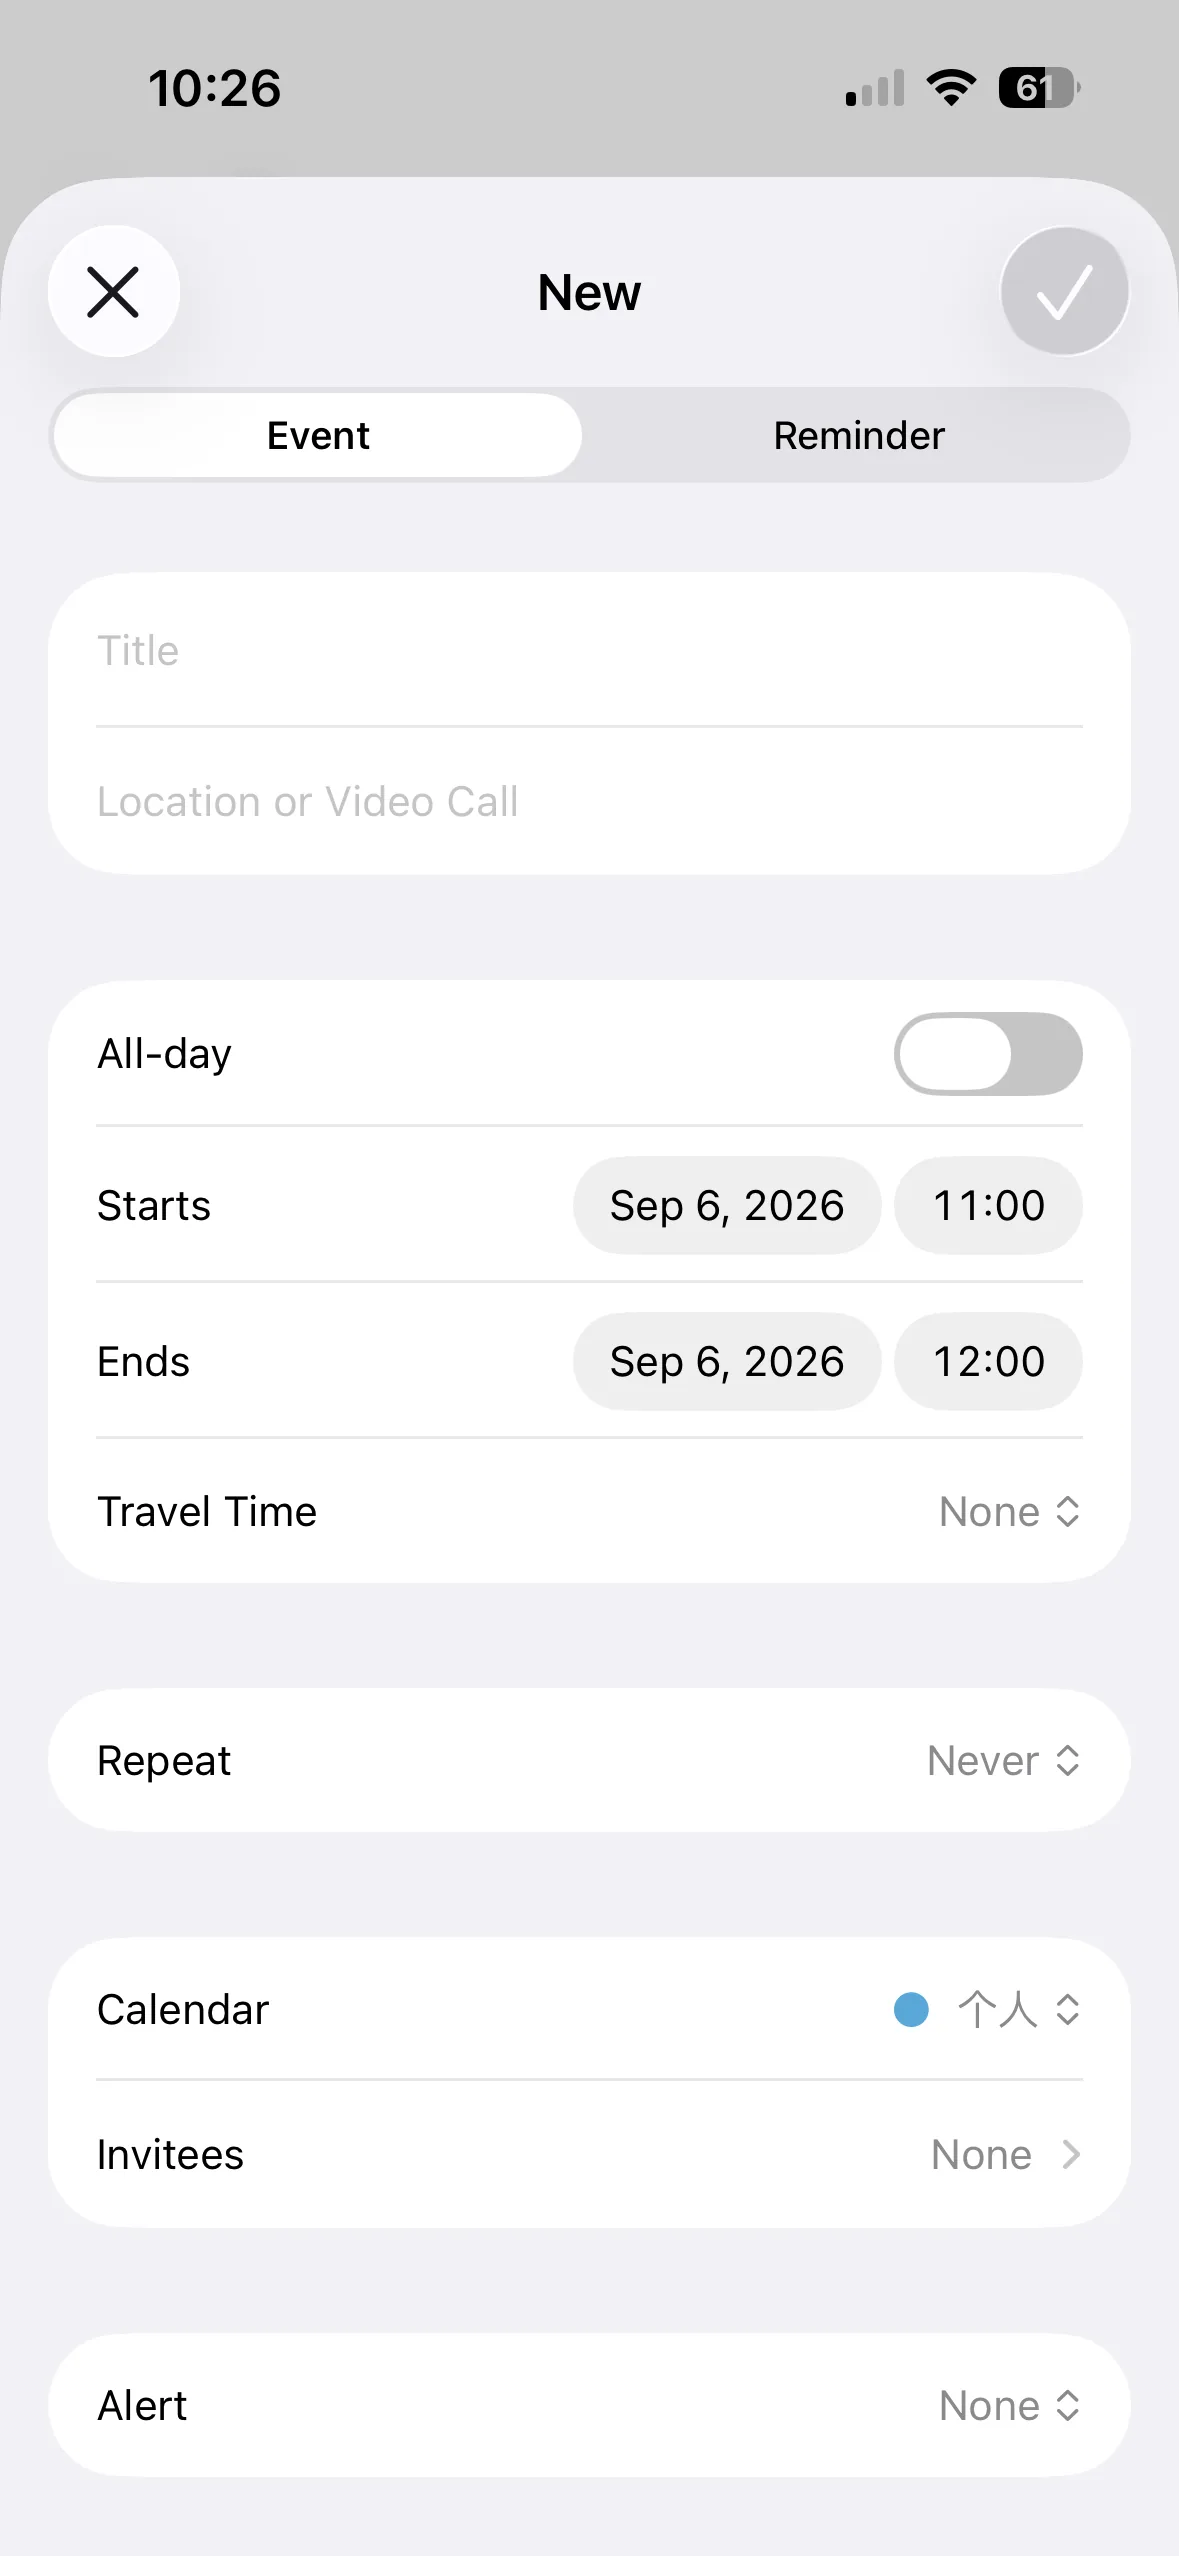 10:26
61
New
Event
Reminder
Title
Location or Video Call
All-day
Starts
Sep 6, 2026
11:00
Ends
Sep 6, 2026
12:00
Travel Time
None
Repeat
Never
Calendar
个人
Invitees
None
Alert
None